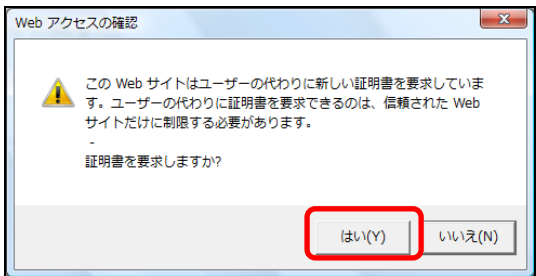 Web アクセスの確認
この Web サイトはユーザーの代わりに新しい証明書を要求していま
す。ユーザーの代わりに証明書を要求できるのは、信頼された Web
サイトだけに制限する必要があります。
-
証明書を要求しますか?
はい(Y)
いいえ(N)